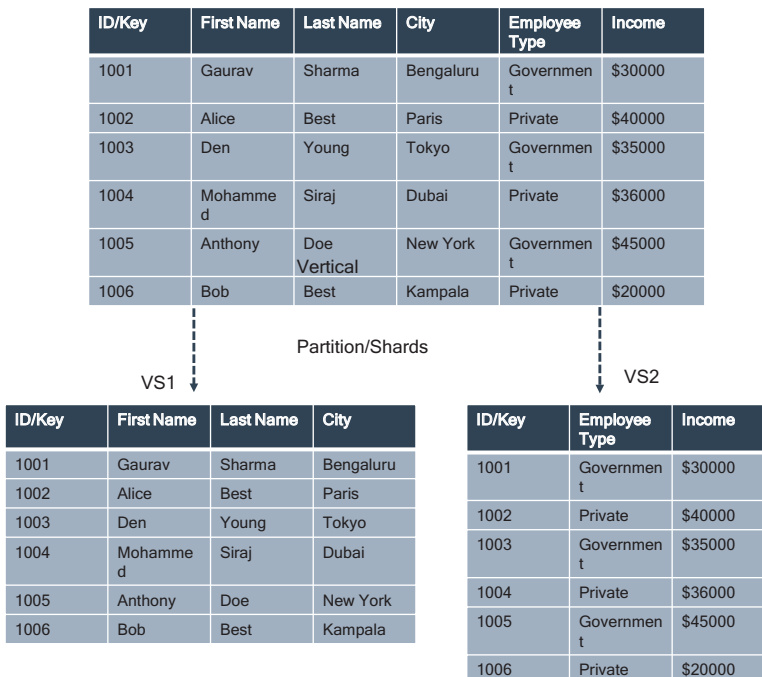 ID/Key First Name Last Name City Employee
Type Income
1001 Gaurav Sharma Bengaluru Governmen
t $30000
1002 Alice Best Paris Private $40000
1003 Den Young Tokyo Governmen
t $35000
1004 Mohamme
d Siraj Dubai Private $36000
1005 Anthony Doe New York Governmen
t $45000
Vertical
1006 Bob Best Kampala Private $20000
Partition/Shards
VS1
VS2
ID/Key First Name Last Name City
1001 Gaurav Sharma Bengaluru
1002 Alice Best Paris
1003 Den Young Tokyo
1004 Mohamme
d Siraj Dubai
1005 Anthony Doe New York
1006 Bob Best Kampala
ID/Key Employee
Type Income
1001 Governmen
t $30000
1002 Private $40000
1003 Governmen
t $35000
1004 Private $36000
1005 Governmen
t $45000
1006 Private $20000